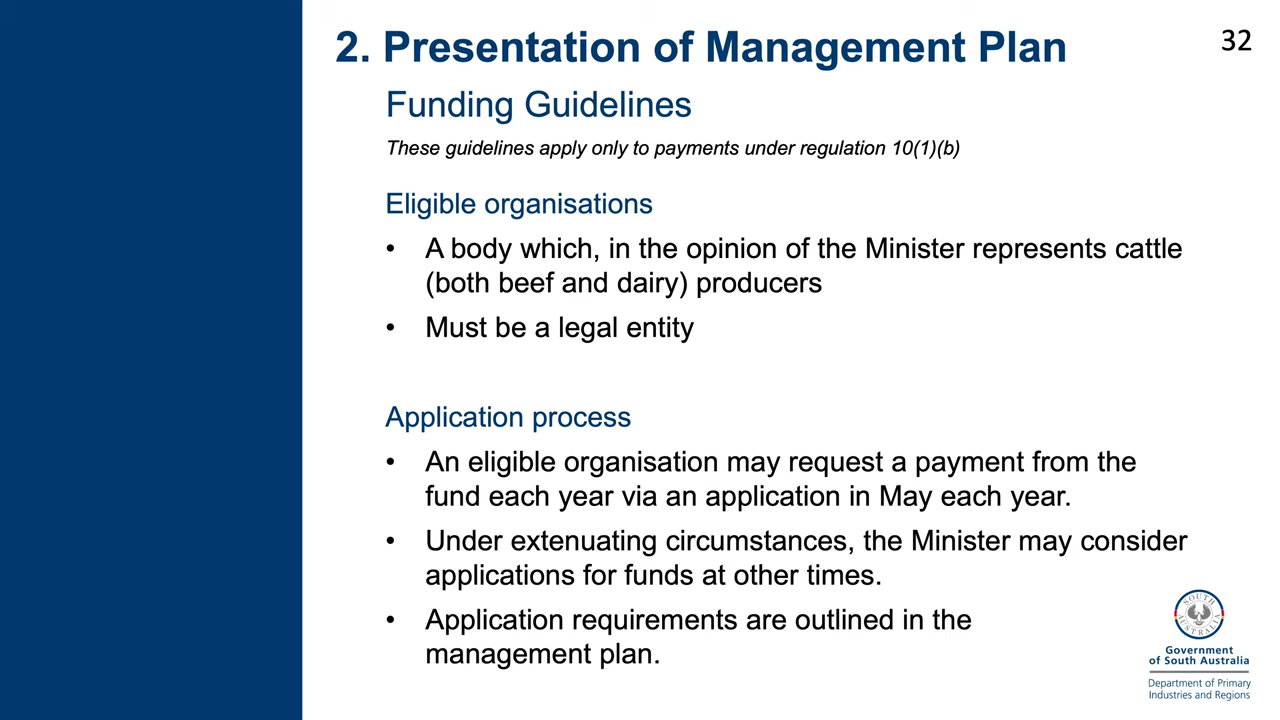 2. Presentation of Management Plan
32
Funding Guidelines
These guidelines apply only to payments under regulation 10(1)(b)
Eligible organisations
• A body which, in the opinion of the Minister represents cattle
(both beef and dairy) producers
• Must be a legal entity
Application process
• An eligible organisation may request a payment from the
fund each year via an application in May each year.
• Under extenuating circumstances, the Minister may consider
applications for funds at other times.
• Application requirements are outlined in the
management plan.
SOUTH
AUSTRALIA
Government
of South Australia
Department of Primary
Industries and Regions